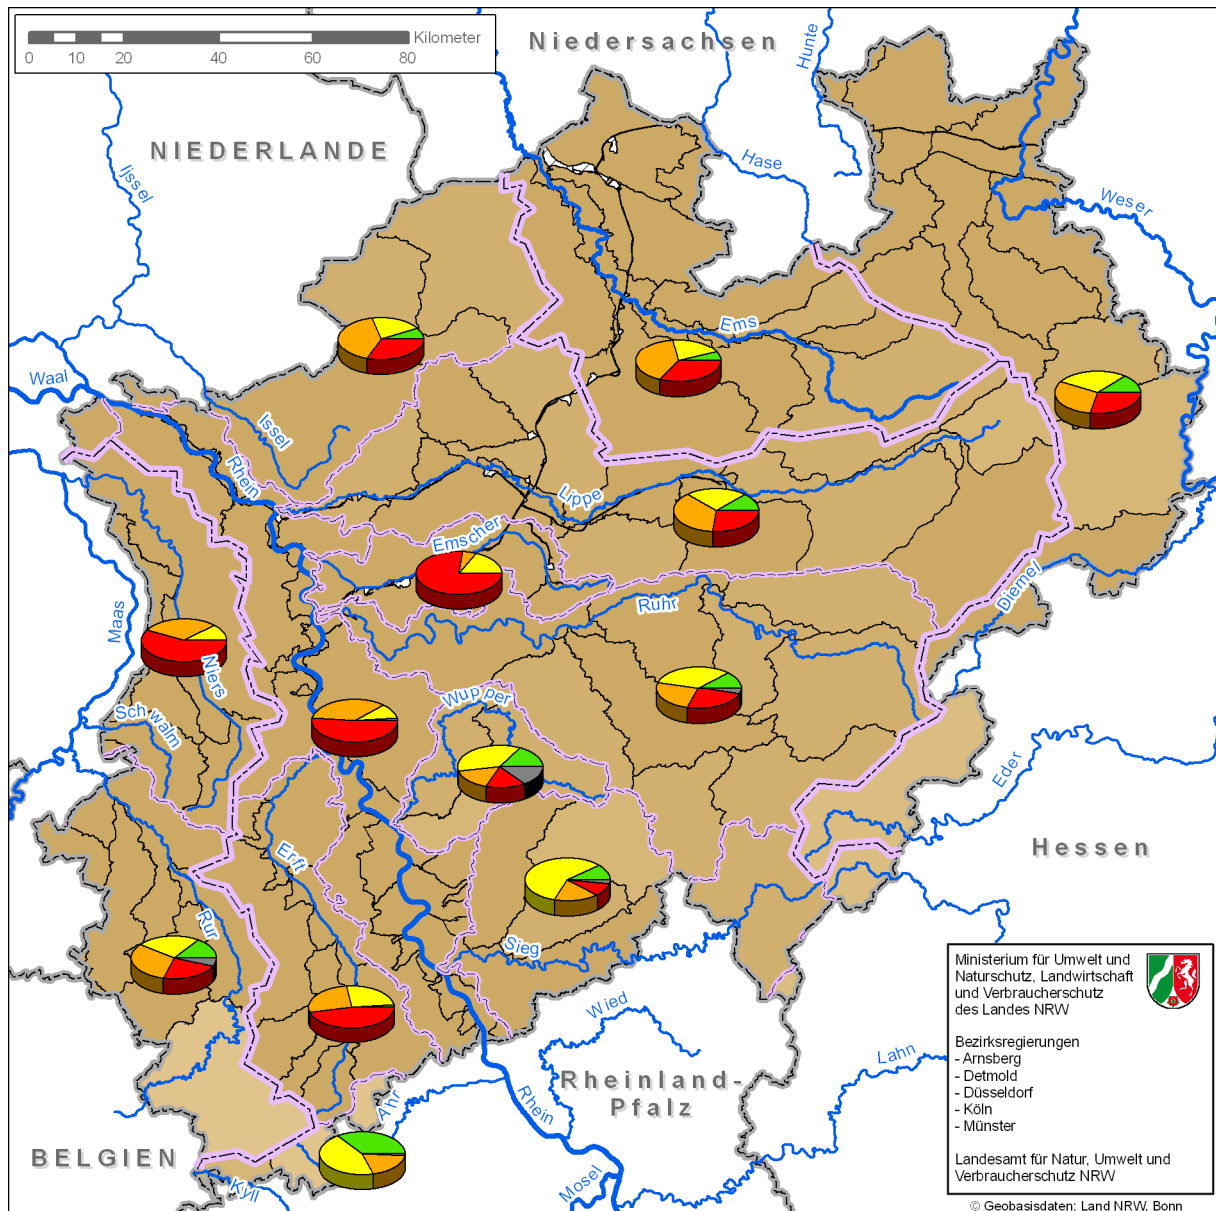 Kilometer
0 10 20 40 60 80
Niedersachsen
Hunte
NIEDERLANDE
Hase
Ijssel
Weser
Ems
Waal
Issel
Rhein
Lippe
Emscher
Diemel
Maas
Ruhr
Niers
Wupper
Schwalm
Eder
Hessen
Erft
Rur
Sieg
Wied
Lahn
Rheinland-
Pfalz
Ahr
Rhein
BELGIEN
Kyll
Mosel
Ministerium für Umwelt und
Naturschutz, Landwirtschaft
und Verbraucherschutz
des Landes NRW
Bezirksregierungen
- Arnsberg
- Detmold
- Düsseldorf
- Köln
- Münster
Landesamt für Natur, Umwelt und
Verbraucherschutz NRW
© Geobasisdaten: Land NRW, Bonn